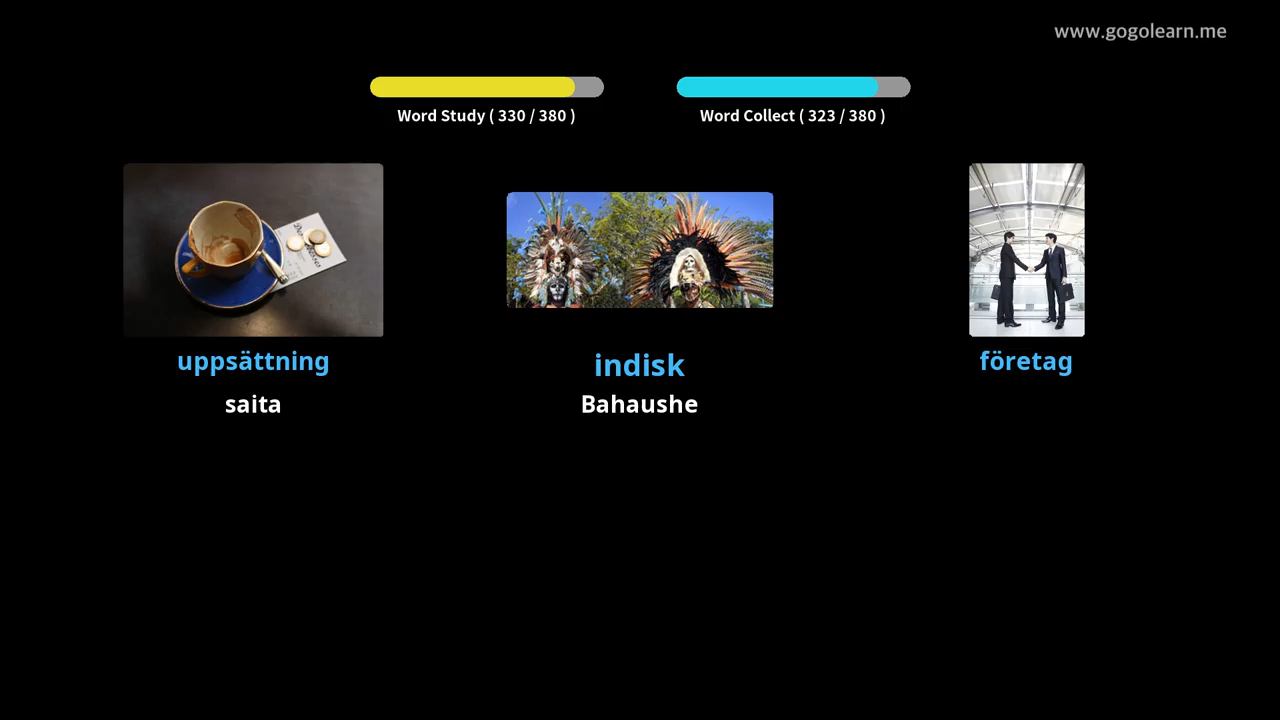 www.gogolearn.me
Word Study ( 330 / 380 )
Word Collect ( 323 / 380 )
uppsättning
indisk
företag
saita
Bahaushe